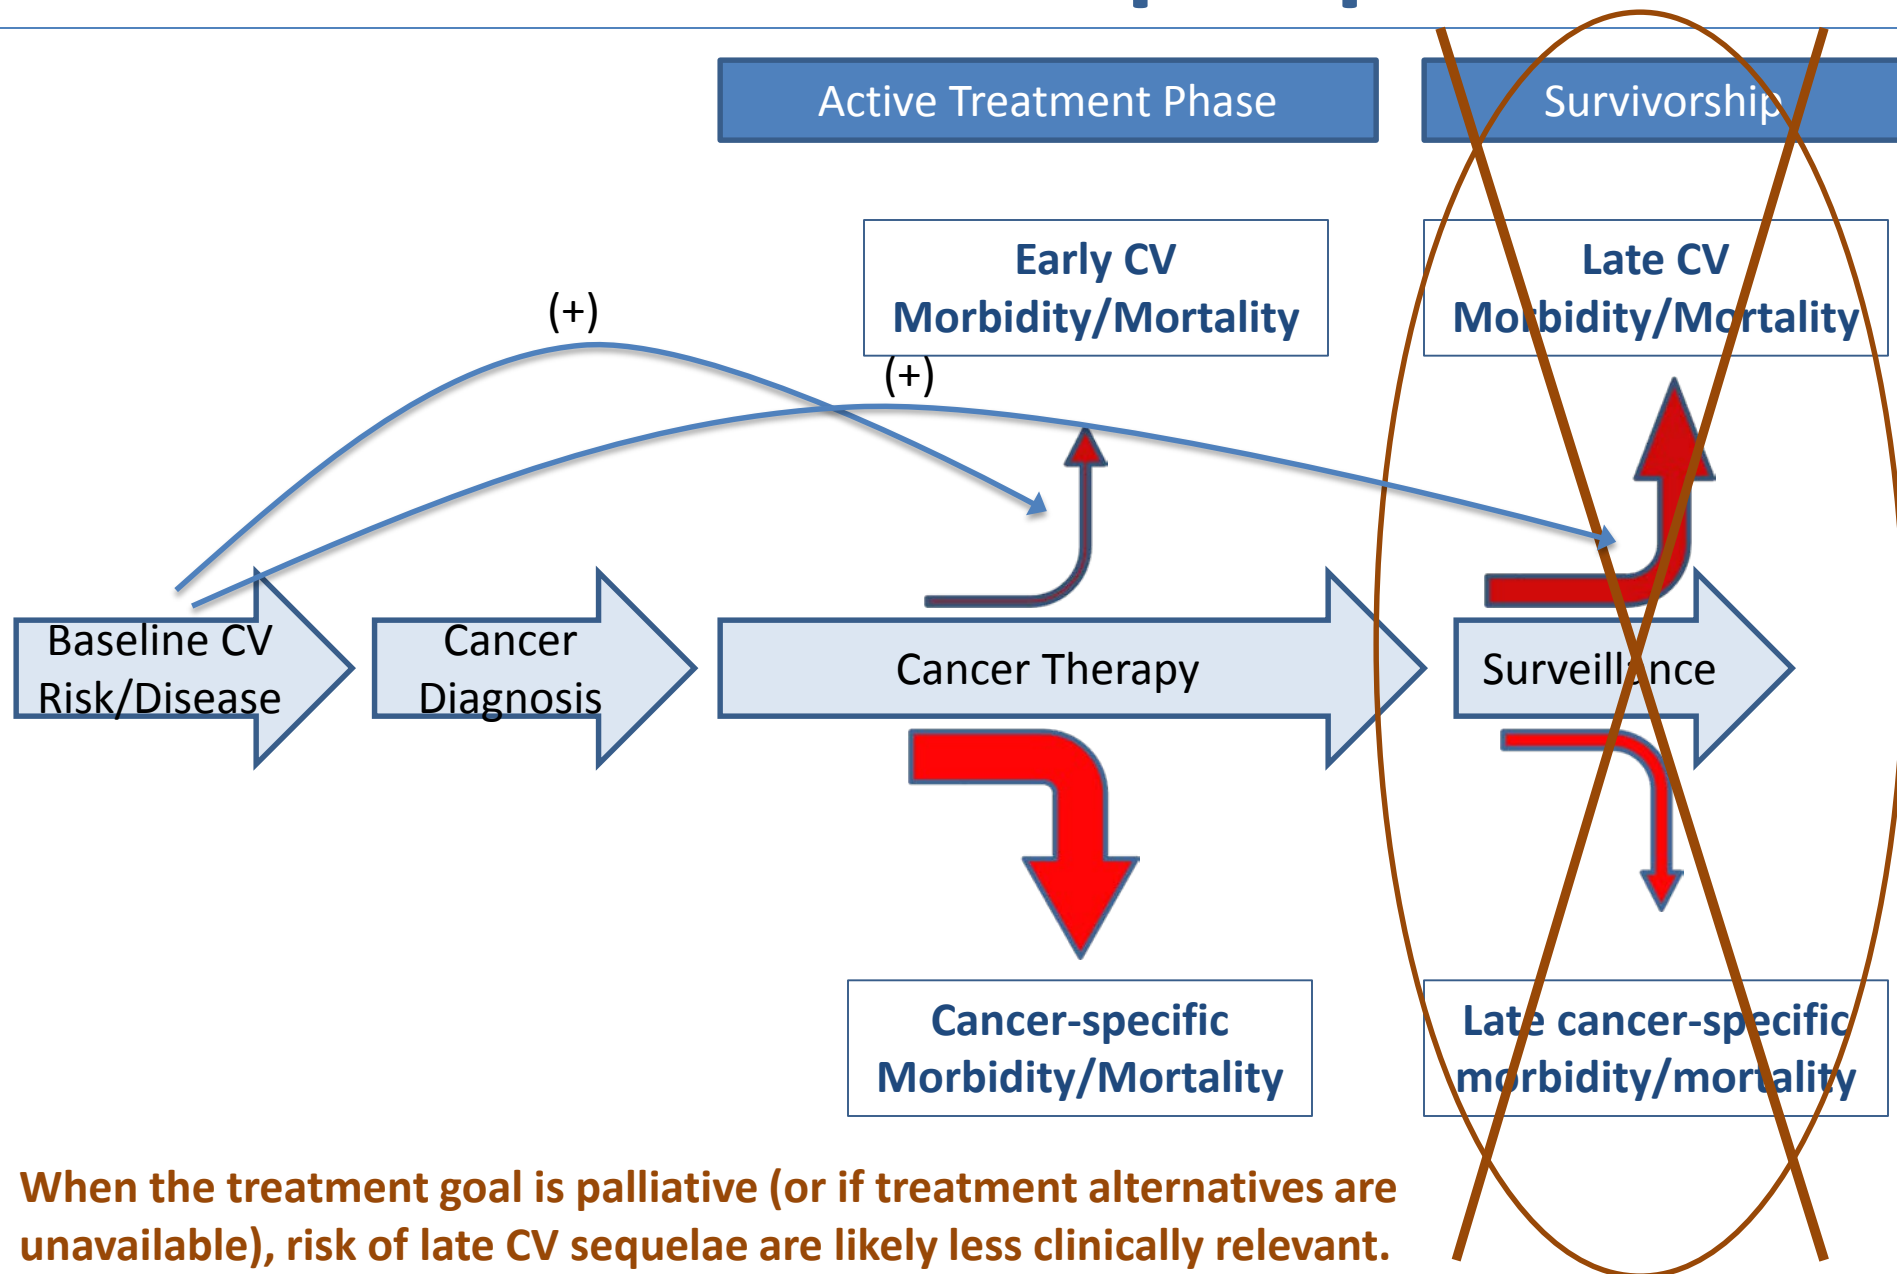 Active Treatment Phase
Survivorship
Early CV
Morbidity/Mortality
Late CV
Morbidity/Mortality
(+)
(+)
Baseline CV
Risk/Disease
Cancer
Diagnosis
Cancer Therapy
Surveillance
Cancer-specific
Morbidity/Mortality
Late cancer-specific
morbidity/mortality
When the treatment goal is palliative (or if treatment alternatives are
unavailable), risk of late CV sequelae are likely less clinically relevant.